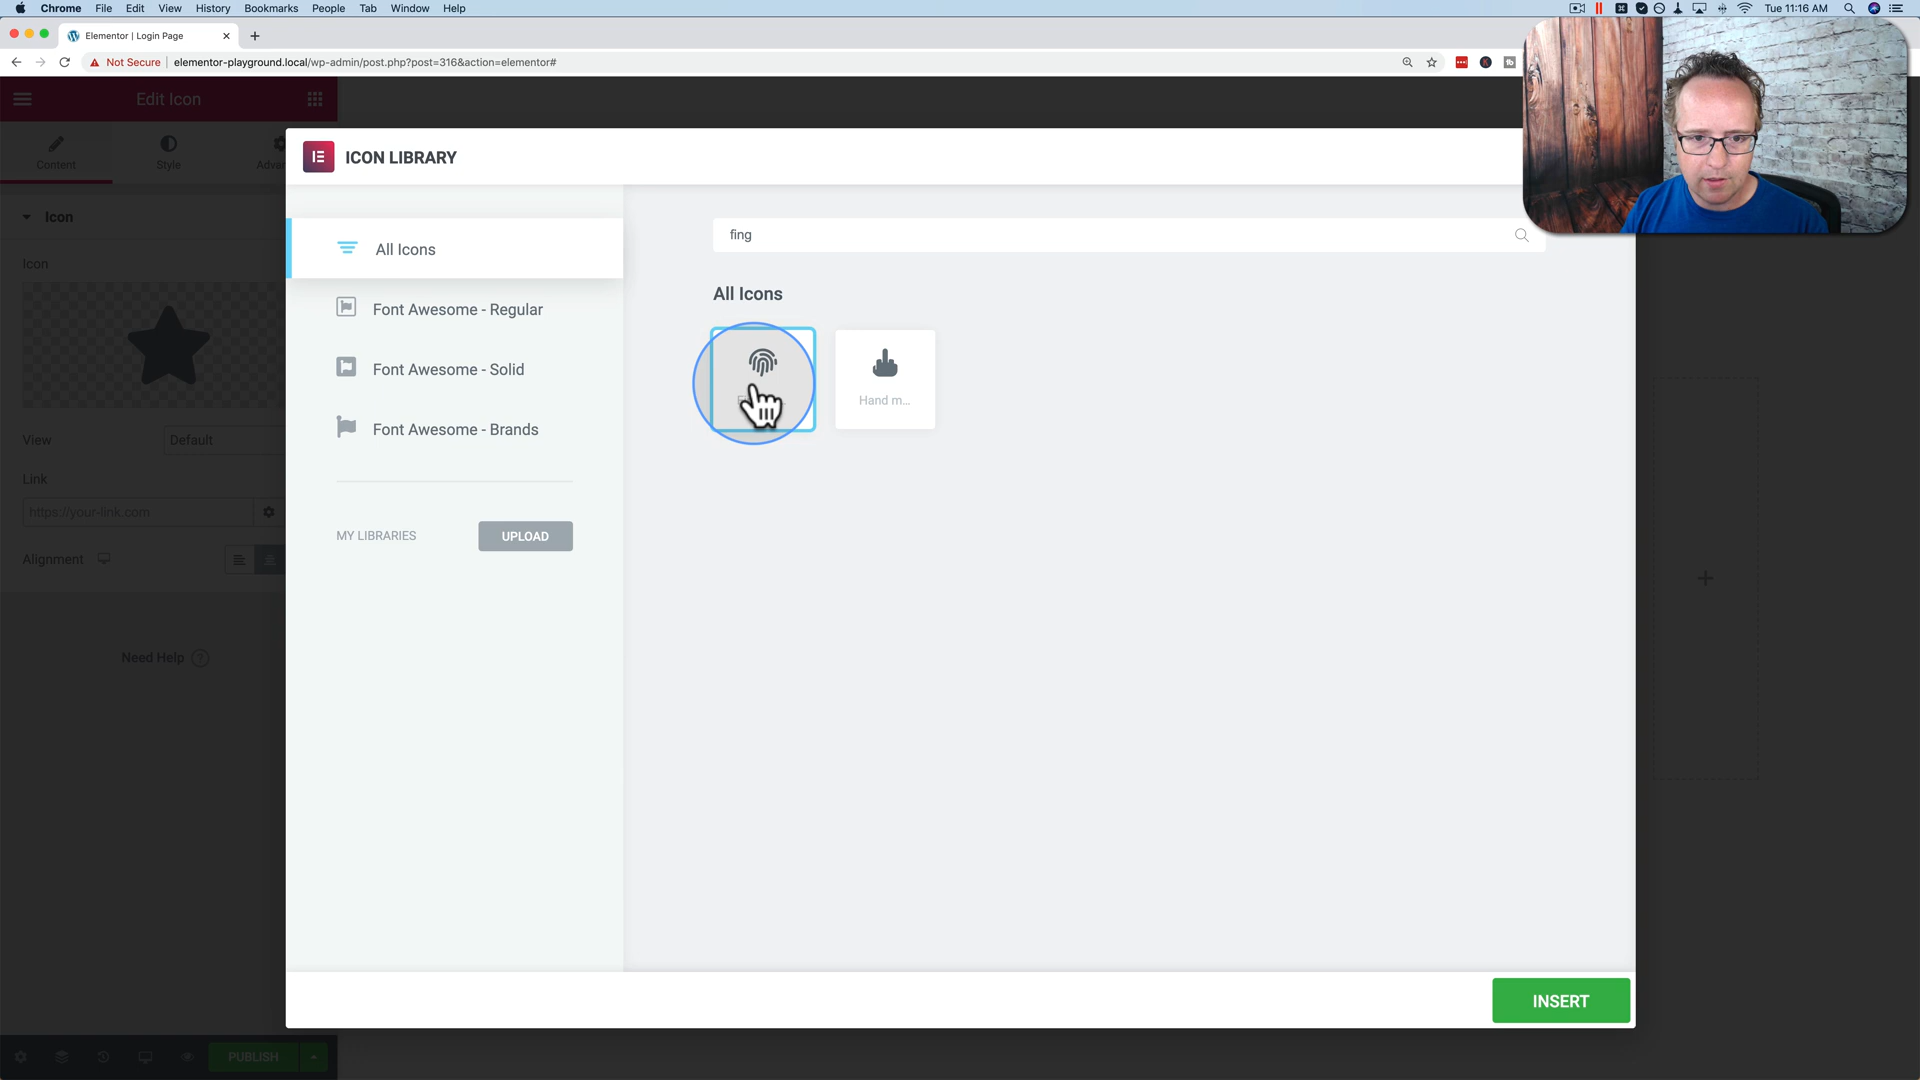 Chrome File Edit View History Bookmarks People Tab Window Help
Tue 11:16 AM
Elementor | Login Page
Not Secure elementor-playground.local/wp-admin/post.php?post=316&action=elementor#
Edit Icon
Content
Style
Advan
ICON LIBRARY
Icon
Icon
View
Default
Link
https://your-link.com
Alignment
Need Help
PUBLISH
All Icons
Font Awesome - Regular
Font Awesome - Solid
Font Awesome - Brands
MY LIBRARIES
UPLOAD
fing
All Icons
Hand m...
INSERT